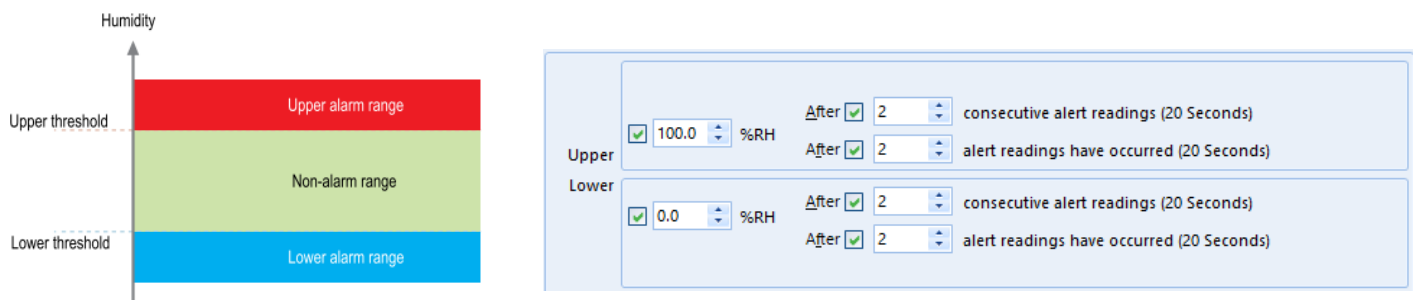 Humidity
Upper alarm range
Upper threshold
Non-alarm range
Lower threshold
Lower alarm range
Upper
100.0 %RH
After 2 consecutive alert readings (20 Seconds)
After 2 alert readings have occurred (20 Seconds)
Lower
0.0 %RH
After 2 consecutive alert readings (20 Seconds)
After 2 alert readings have occurred (20 Seconds)